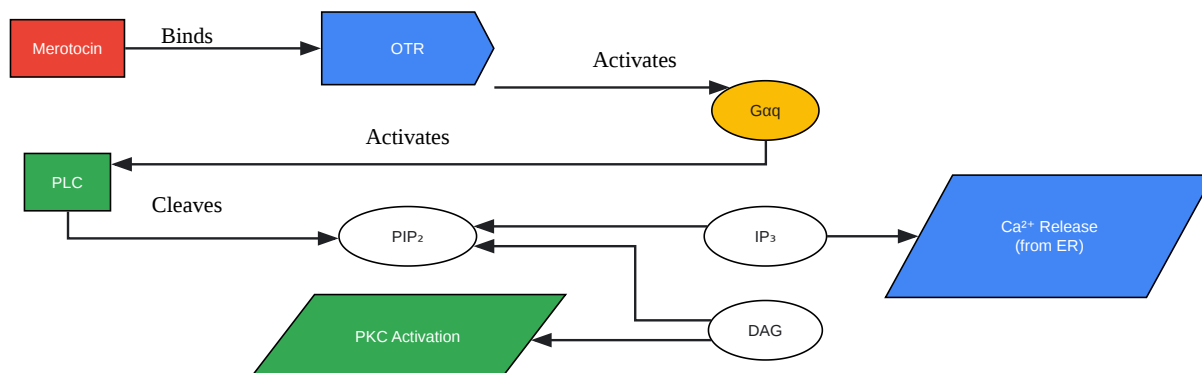 Merotocin
Binds
OTR
Activates
Gαq
Activates
PLC
Cleaves
PIP₂
IP₃
Ca²⁺ Release
(from ER)
PKC Activation
DAG